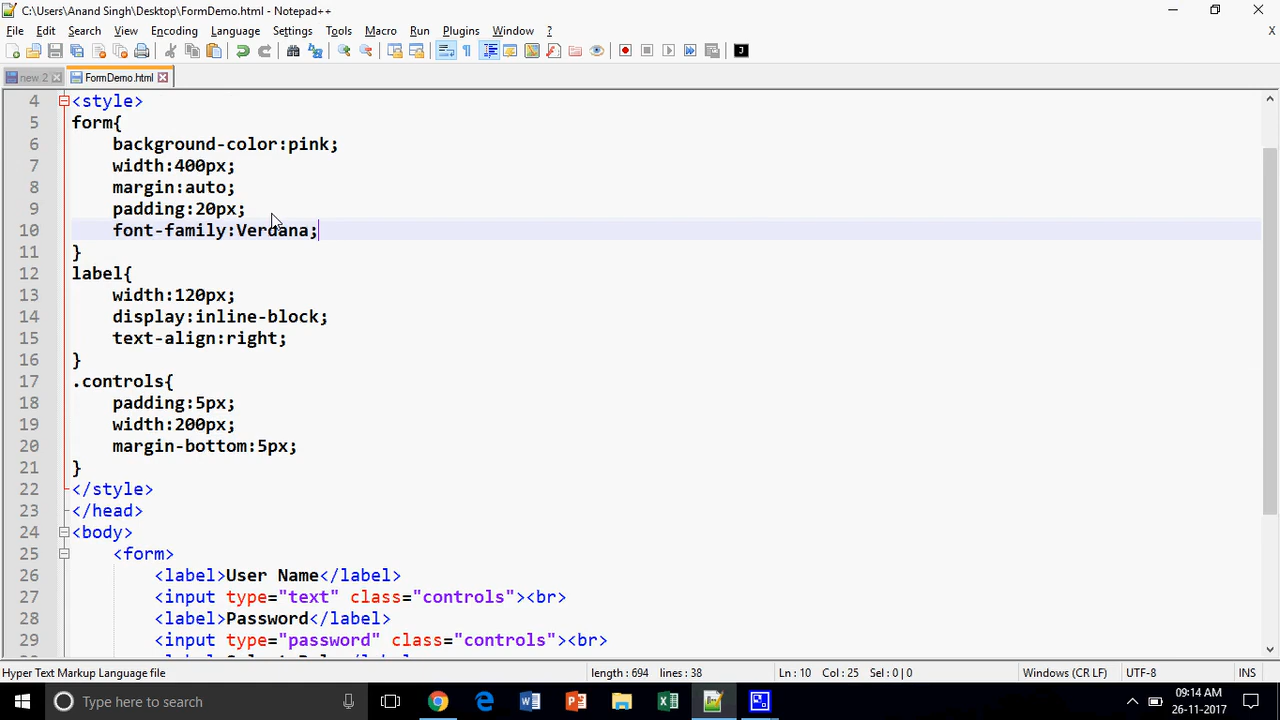 C:\Users\Anand Singh\Desktop\FormDemo.html - Notepad++
File Edit Search View Encoding Language Settings Tools Macro Run Plugins Window ? X
new 2 FormDemo.html
4 <style>
5 form{
6 background-color:pink;
7 width:400px;
8 margin:auto;
9 padding:20px;
10 font-family:Verdana;
11 }
12 label{
13 width:120px;
14 display:inline-block;
15 text-align:right;
16 }
17 .controls{
18 padding:5px;
19 width:200px;
20 margin-bottom:5px;
21 }
22 </style>
23 </head>
24 <body>
25 <form>
26 <label>User Name</label>
27 <input type="text" class="controls"><br>
28 <label>Password</label>
29 <input type="password" class="controls"><br>
Hyper Text Markup Language file length : 694 lines : 38 Ln : 10 Col : 25 Sel : 0 | 0 Windows (CR LF) UTF-8 INS
Type here to search 09:14 AM
26-11-2017